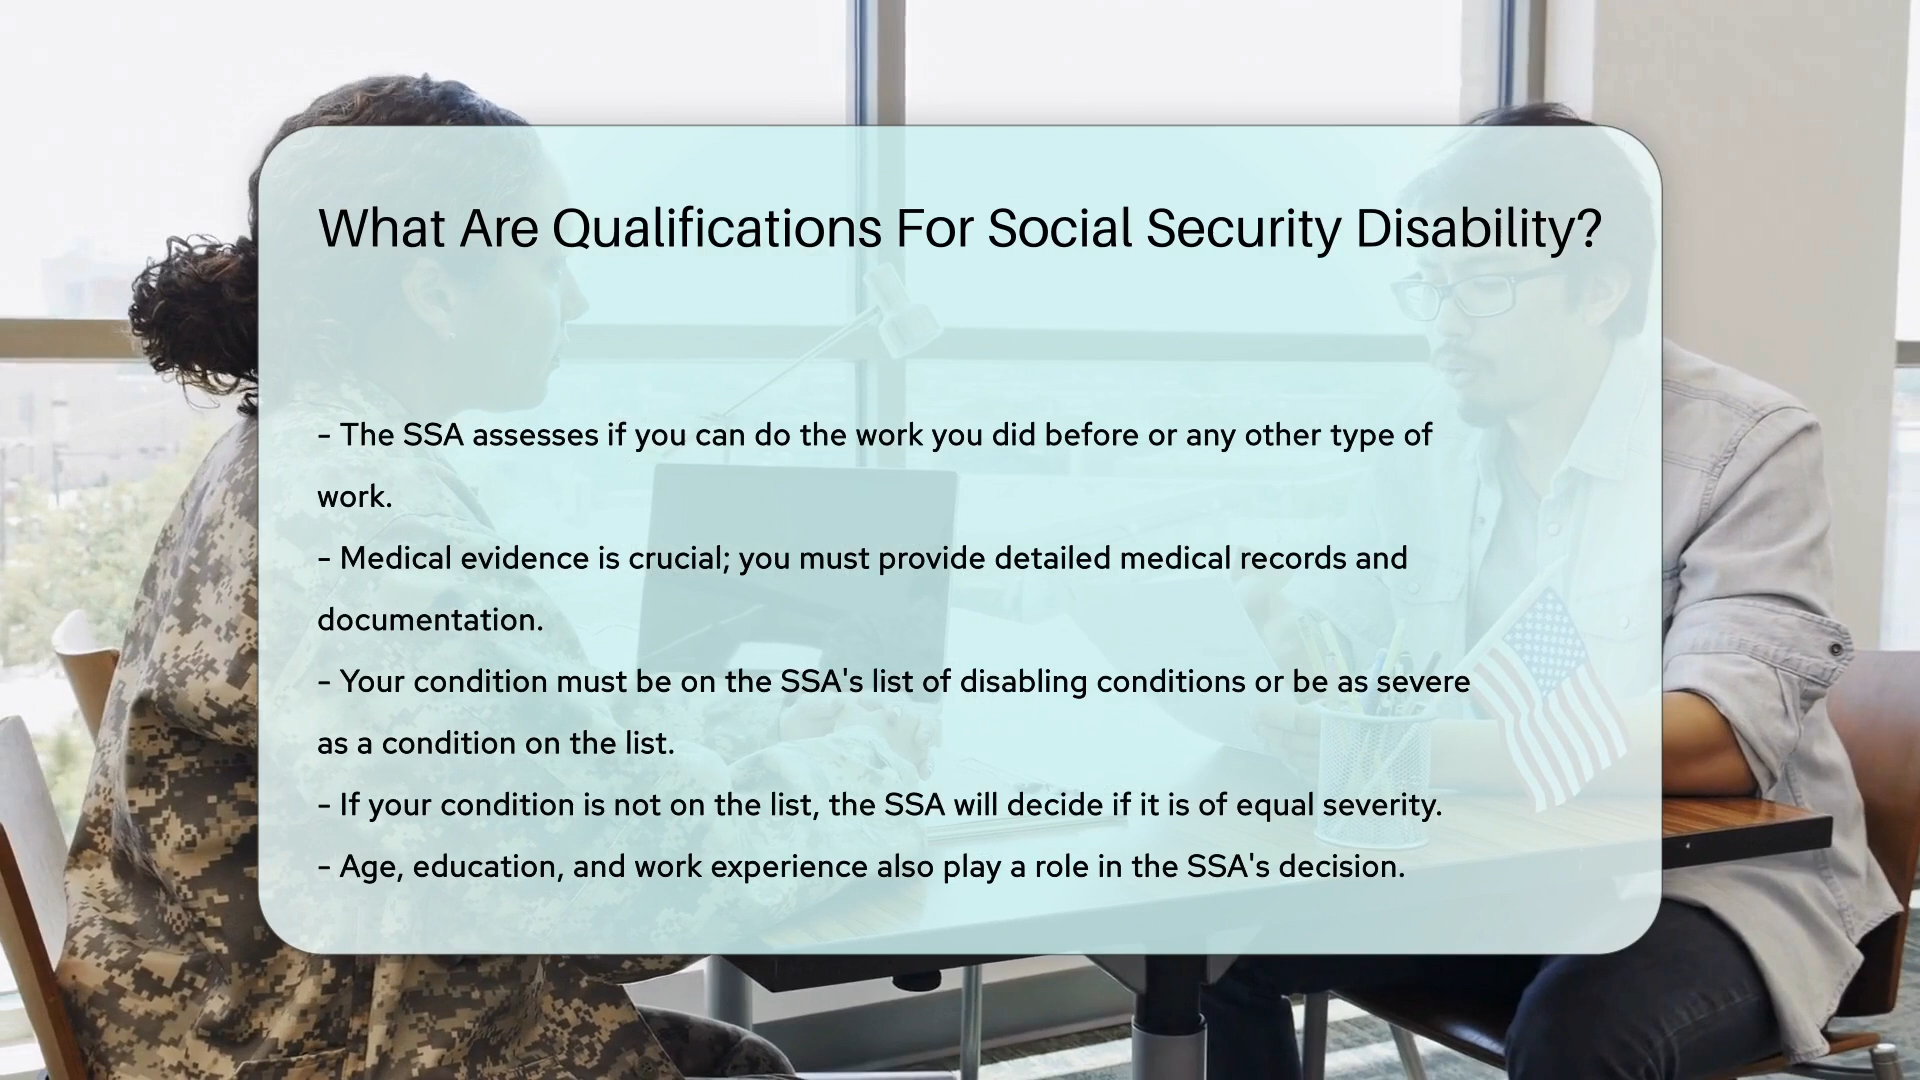 What Are Qualifications For Social Security Disability?
- The SSA assesses if you can do the work you did before or any other type of
work.
- Medical evidence is crucial; you must provide detailed medical records and
documentation.
- Your condition must be on the SSA's list of disabling conditions or be as severe
as a condition on the list.
- If your condition is not on the list, the SSA will decide if it is of equal severity.
- Age, education, and work experience also play a role in the SSA's decision.